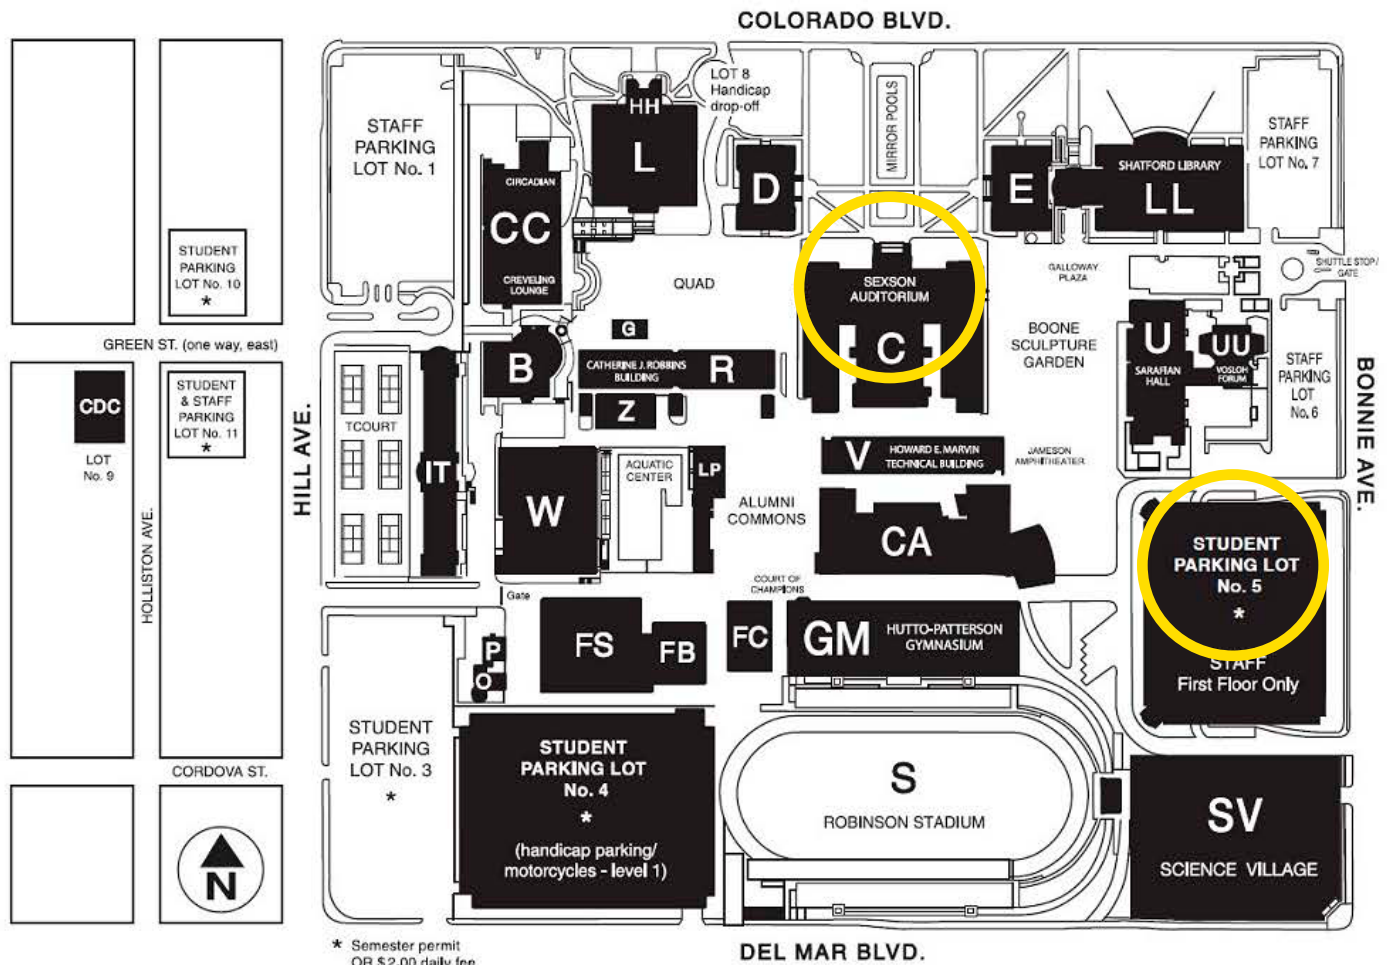 COLORADO BLVD.
STAFF
PARKING
LOT No. 1
HH
L
LOT 8
Handicap
drop-off
MIRROR POOLS
D
E
SHATFORD LIBRARY
LL
STAFF
PARKING
LOT No. 7
CIRCADIAN
CC
CREVELING
LOUNGE
STUDENT
PARKING
LOT No. 10
*
QUAD
SEXSON
AUDITORIUM
C
GALLOWAY
PLAZA
SHUTTLE STOP/
GATE
GREEN ST. (one way, east)
G
B
CATHERINE J. ROBBINS
BUILDING
R
Z
BOONE
SCULPTURE
GARDEN
U
SARAFIAN
HALL
UU
VOSLOH
FORUM
STAFF
PARKING
LOT
No. 6
BONNIE AVE.
CDC
LOT
No. 9
STUDENT
& STAFF
PARKING
LOT No. 11
*
HILL AVE.
TCOURT
IT
W
AQUATIC
CENTER
LP
ALUMNI
COMMONS
V
HOWARD E. MARVIN
TECHNICAL BUILDING
JAMESON
AMPHITHEATER
CA
HOLLISTON AVE.
COURT OF
CHAMPIONS
Gate
STUDENT
PARKING LOT
No. 5
*
STAFF
First Floor Only
P
O
FS
FB
FC
GM
HUTTO-PATTERSON
GYMNASIUM
STUDENT
PARKING
LOT No. 3
*
STUDENT
PARKING LOT
No. 4
*
(handicap parking/
motorcycles - level 1)
CORDOVA ST.
N
S
ROBINSON STADIUM
SV
SCIENCE VILLAGE
* Semester permit
OR $2.00 daily fee
DEL MAR BLVD.